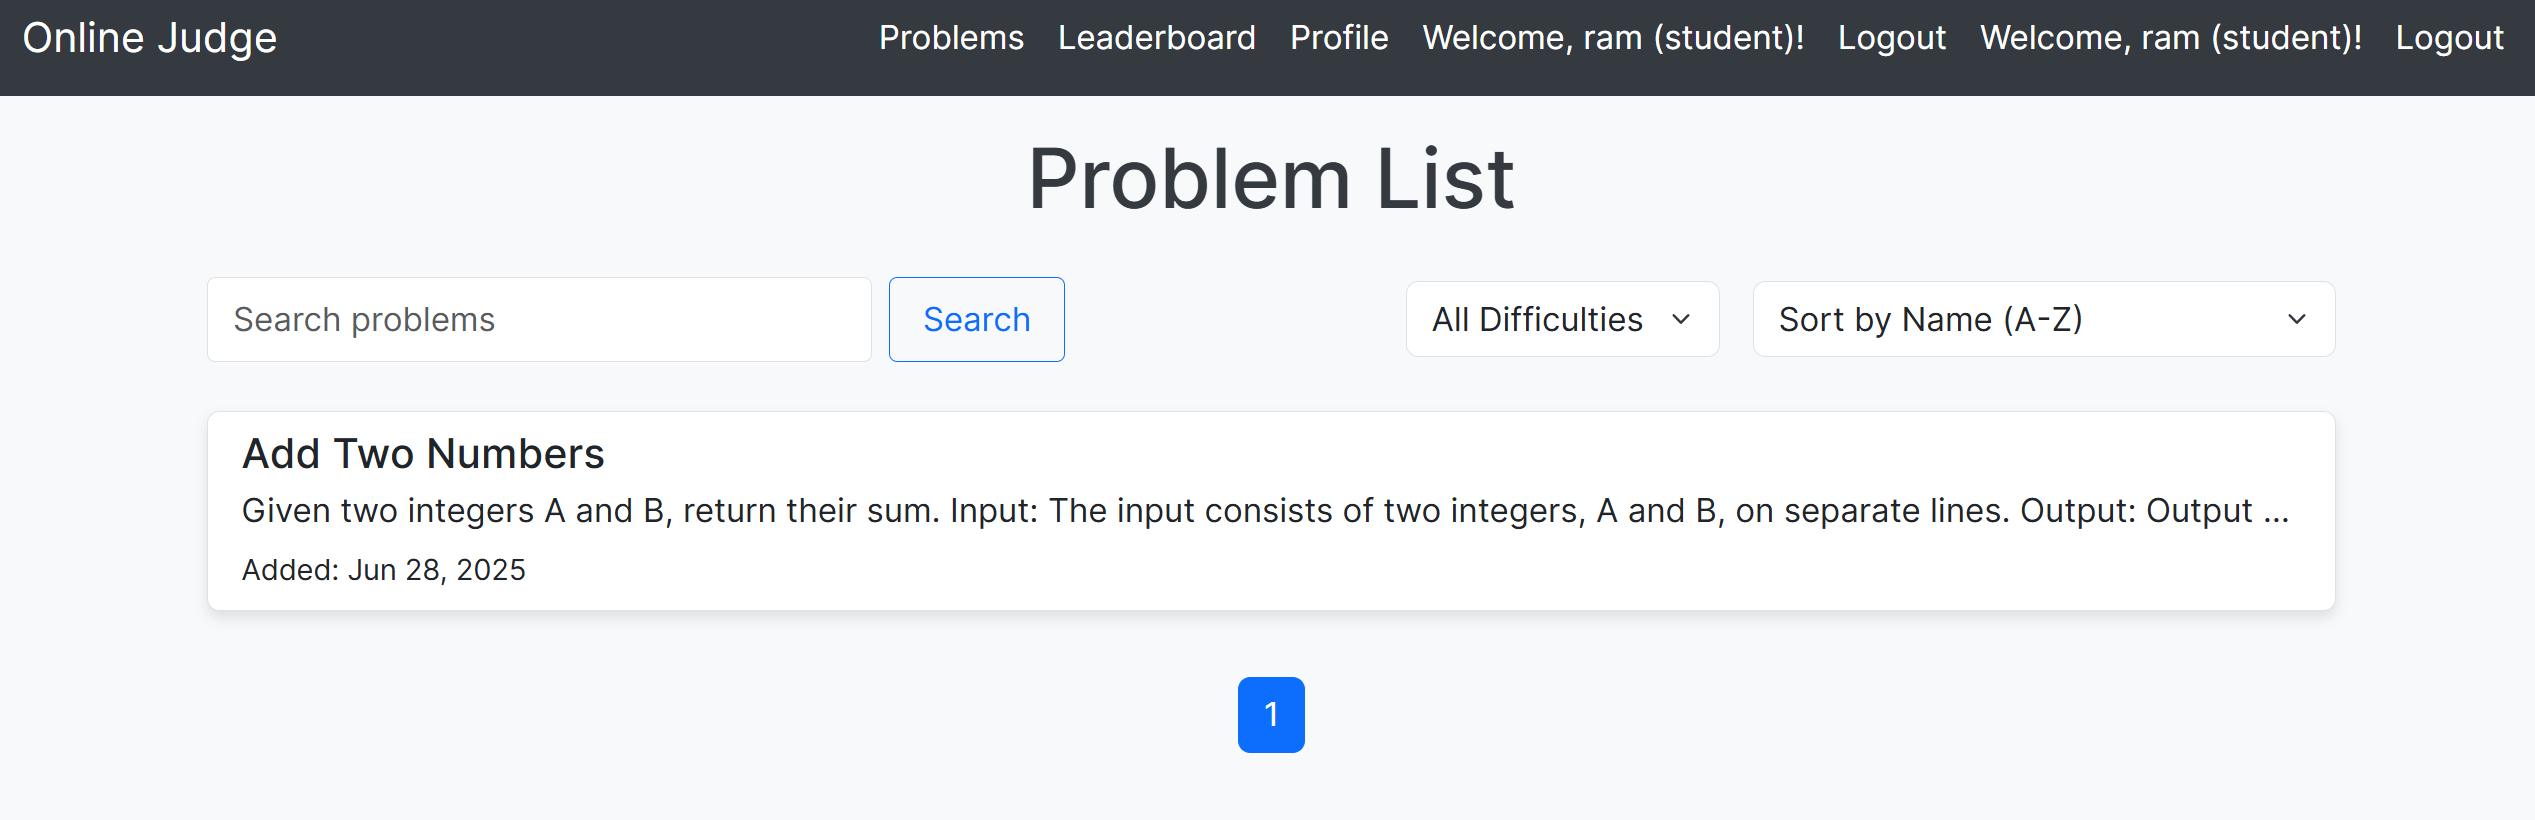 Online Judge Problems Leaderboard Profile Welcome, ram (student)! Logout Welcome, ram (student)! Logout
Problem List
Search problems Search All Difficulties Sort by Name (A-Z)
Add Two Numbers
Given two integers A and B, return their sum. Input: The input consists of two integers, A and B, on separate lines. Output: Output ...
Added: Jun 28, 2025
1